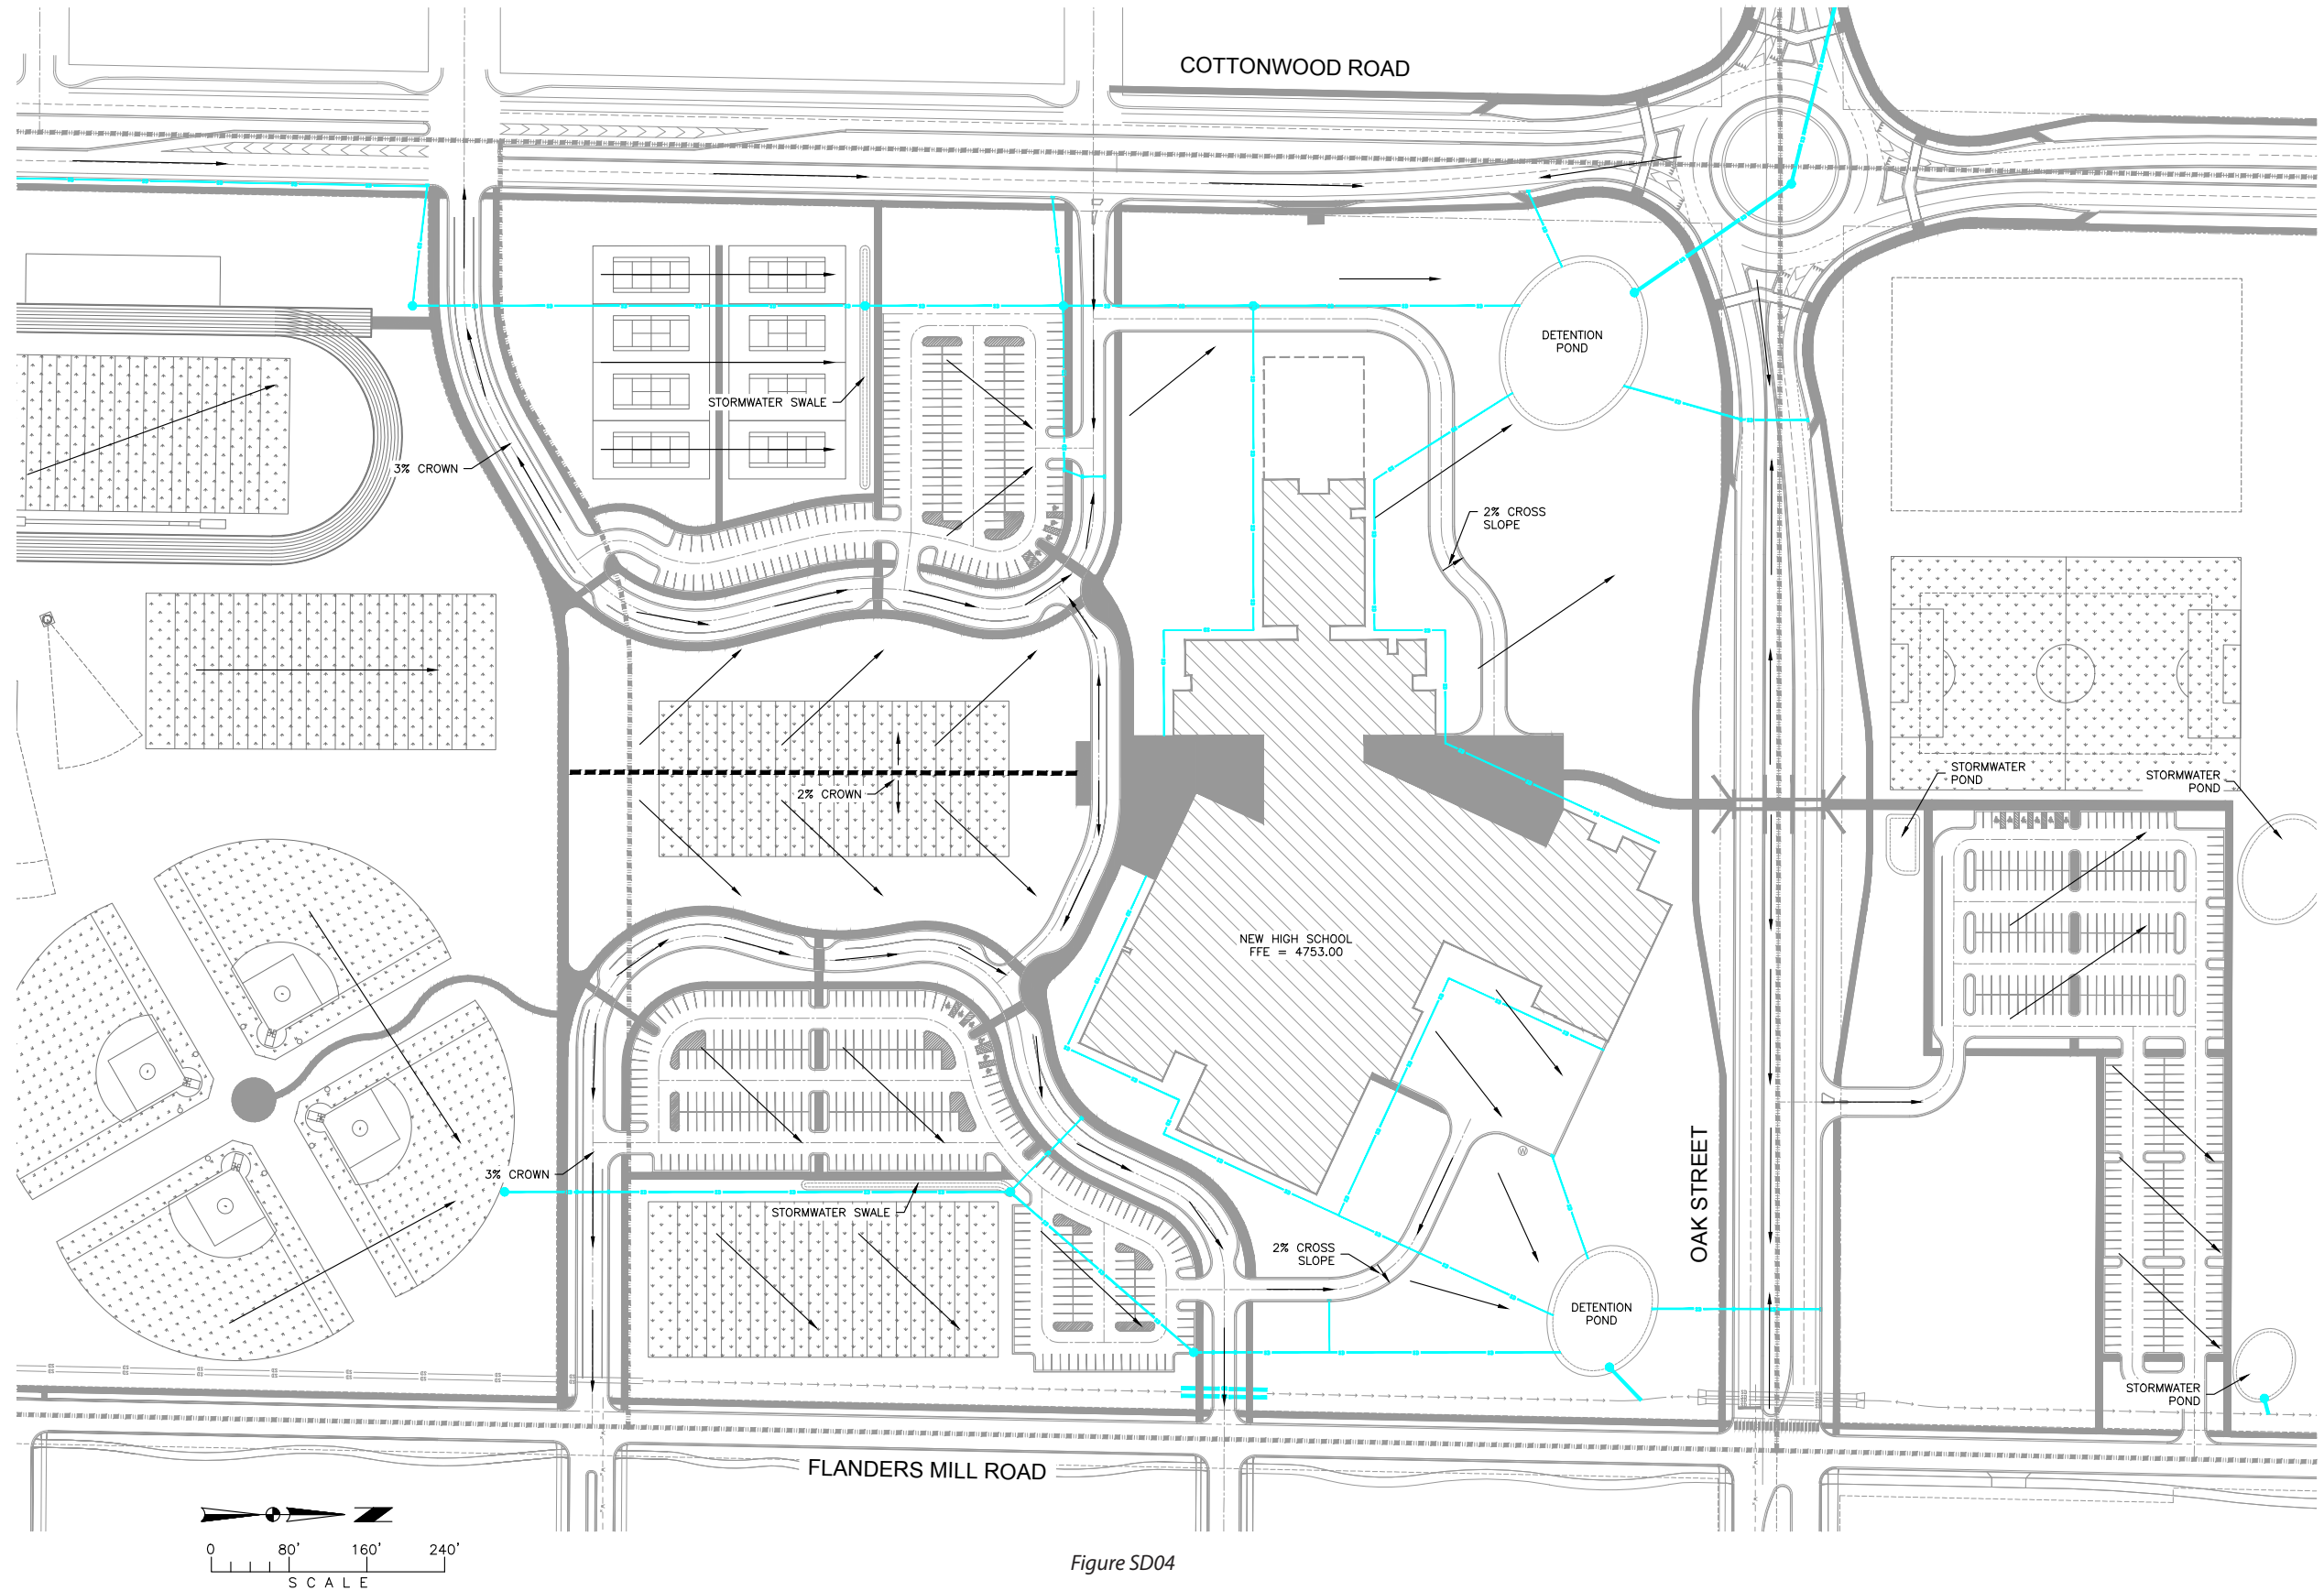 COTTONWOOD ROAD
DETENTION
POND
STORMWATER SWALE
3% CROWN
2% CROSS
SLOPE
STORMWATER
POND
STORMWATER
POND
2% CROWN
NEW HIGH SCHOOL
FFE = 4753.00
OAK STREET
3% CROWN
STORMWATER SWALE
2% CROSS
SLOPE
DETENTION
POND
STORMWATER
POND
FLANDERS MILL ROAD
0 80' 160' 240'
SCALE
Figure SD04